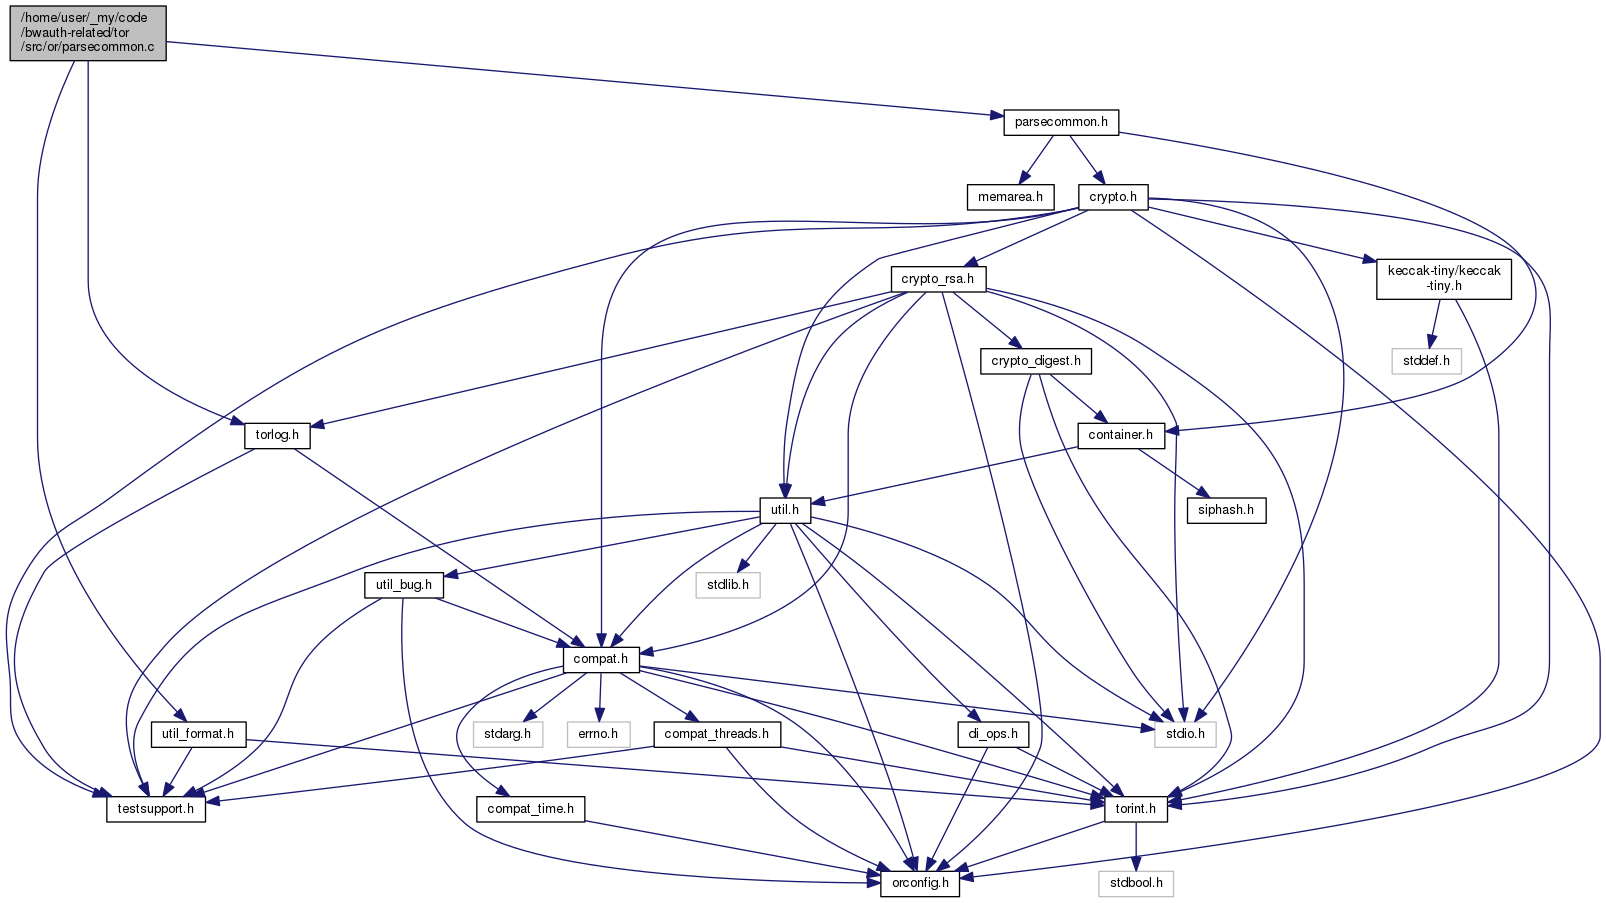 /home/user/_my/code
/bwauth-related/tor
/src/or/parsecommon.c
parsecommon.h
memarea.h
crypto.h
crypto_rsa.h
keccak-tiny/keccak
-tiny.h
crypto_digest.h
stddef.h
torlog.h
container.h
util.h
siphash.h
util_bug.h
stdlib.h
compat.h
util_format.h
stdarg.h
errno.h
compat_threads.h
di_ops.h
stdio.h
testsupport.h
compat_time.h
torint.h
orconfig.h
stdbool.h